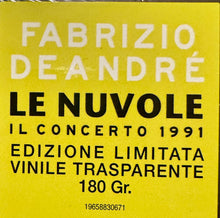 FABRIZIO
DEANDRÉ
LE NUVOLE
IL CONCERTO 1991
EDIZIONE LIMITATA
VINILE TRASPARENTE
180 Gr.
19658830671